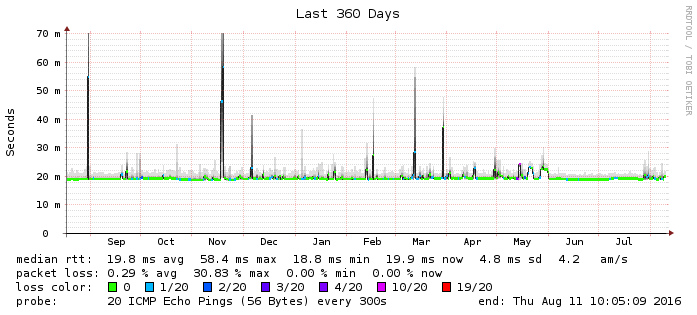 Last 360 Days
RRDTOOL / TOBI OETIKER
Seconds
70 m
60 m
50 m
40 m
30 m
20 m
10 m
0
Sep Oct Nov Dec Jan Feb Mar Apr May Jun Jul
median rtt: 19.8 ms avg 58.4 ms max 18.8 ms min 19.9 ms now 4.8 ms sd 4.2 am/s
packet loss: 0.29 % avg 30.83 % max 0.00 % min 0.00 % now
loss color: 0 1/20 2/20 3/20 4/20 10/20 19/20
probe: 20 ICMP Echo Pings (56 Bytes) every 300s end: Thu Aug 11 10:05:09 2016